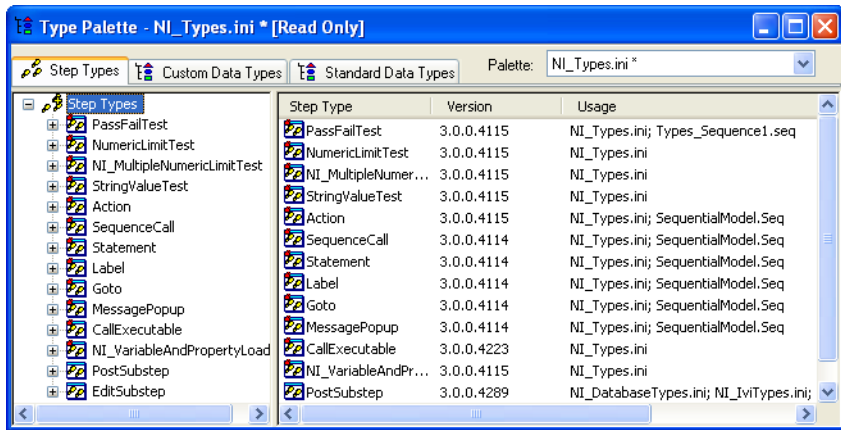 Type Palette - NI_Types.ini * [Read Only]
Step Types Custom Data Types Standard Data Types Palette: NI_Types.ini *
Step Types
PassFailTest
NumericLimitTest
NI_MultipleNumericLimitTest
StringValueTest
Action
SequenceCall
Statement
Label
Goto
MessagePopup
CallExecutable
NI_VariableAndPropertyLoad
PostSubstep
EditSubstep
Step Type Version Usage
PassFailTest 3.0.0.4115 NI_Types.ini; Types_Sequence1.seq
NumericLimitTest 3.0.0.4115 NI_Types.ini
NI_MultipleNumer... 3.0.0.4115 NI_Types.ini
StringValueTest 3.0.0.4115 NI_Types.ini
Action 3.0.0.4115 NI_Types.ini; SequentialModel.Seq
SequenceCall 3.0.0.4114 NI_Types.ini; SequentialModel.Seq
Statement 3.0.0.4114 NI_Types.ini; SequentialModel.Seq
Label 3.0.0.4114 NI_Types.ini; SequentialModel.Seq
Goto 3.0.0.4114 NI_Types.ini; SequentialModel.Seq
MessagePopup 3.0.0.4114 NI_Types.ini; SequentialModel.Seq
CallExecutable 3.0.0.4223 NI_Types.ini
NI_VariableAndPr... 3.0.0.4115 NI_Types.ini
PostSubstep 3.0.0.4289 NI_DatabaseTypes.ini; NI_IviTypes.ini;